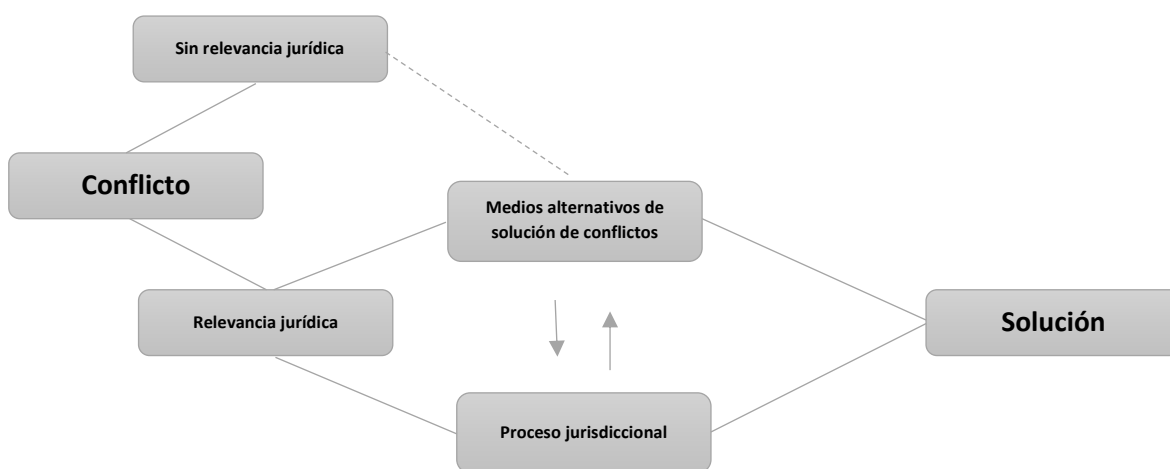 Sin relevancia jurídica
Conflicto
Medios alternativos de
solución de conflictos
Relevancia jurídica
Solución
Proceso jurisdiccional